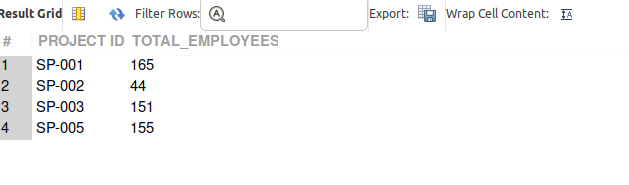 Result Grid Filter Rows: Export: Wrap Cell Content:
# PROJECT ID TOTAL_EMPLOYEES
1 SP-001 165
2 SP-002 44
3 SP-003 151
4 SP-005 155